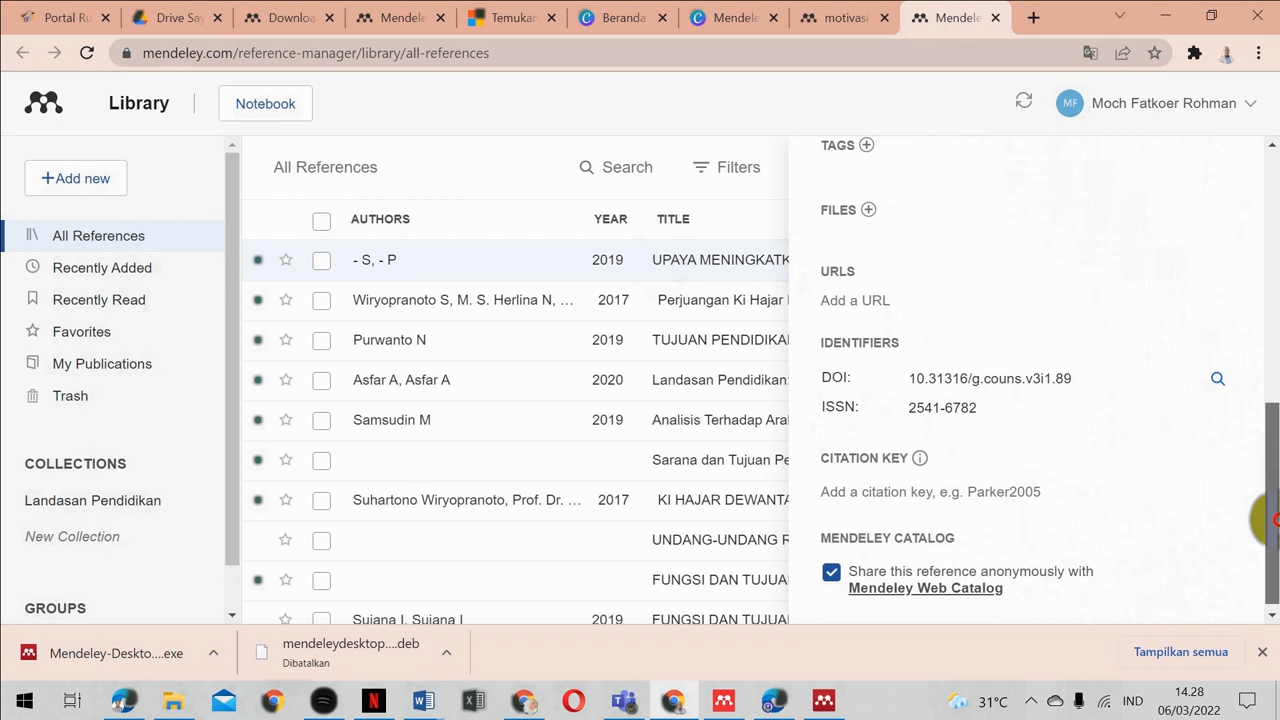 Portal Ru
Drive Say
Downloa
Mendele
Temukan
Beranda
Mendele
motivasi
Mendele
mendeley.com/reference-manager/library/all-references
Library
Notebook
MF
Moch Fatkoer Rohman
+Add new
All References
Recently Added
Recently Read
Favorites
My Publications
Trash
COLLECTIONS
Landasan Pendidikan
New Collection
GROUPS
All References
Search
Filters
AUTHORS YEAR TITLE
- S, - P 2019 UPAYA MENINGKATK
Wiryopranoto S, M. S. Herlina N, ... 2017 Perjuangan Ki Hajar
Purwanto N 2019 TUJUAN PENDIDIKA
Asfar A, Asfar A 2020 Landasan Pendidikan:
Samsudin M 2019 Analisis Terhadap Ara
Sarana dan Tujuan Pe
Suhartono Wiryopranoto, Prof. Dr. ... 2017 KI HAJAR DEWANTA
UNDANG-UNDANG R
FUNGSI DAN TUJUA
Sujana I, Sujana I 2019 FUNGSI DAN TUJUA
TAGS
FILES
URLS
Add a URL
IDENTIFIERS
DOI: 10.31316/g.couns.v3i1.89
ISSN: 2541-6782
CITATION KEY
Add a citation key, e.g. Parker2005
MENDELEY CATALOG
Share this reference anonymously with
Mendeley Web Catalog
Mendeley-Deskto....exe
mendeleydesktop....deb
Dibatalkan
Tampilkan semua
31°C
IND
14.28
06/03/2022